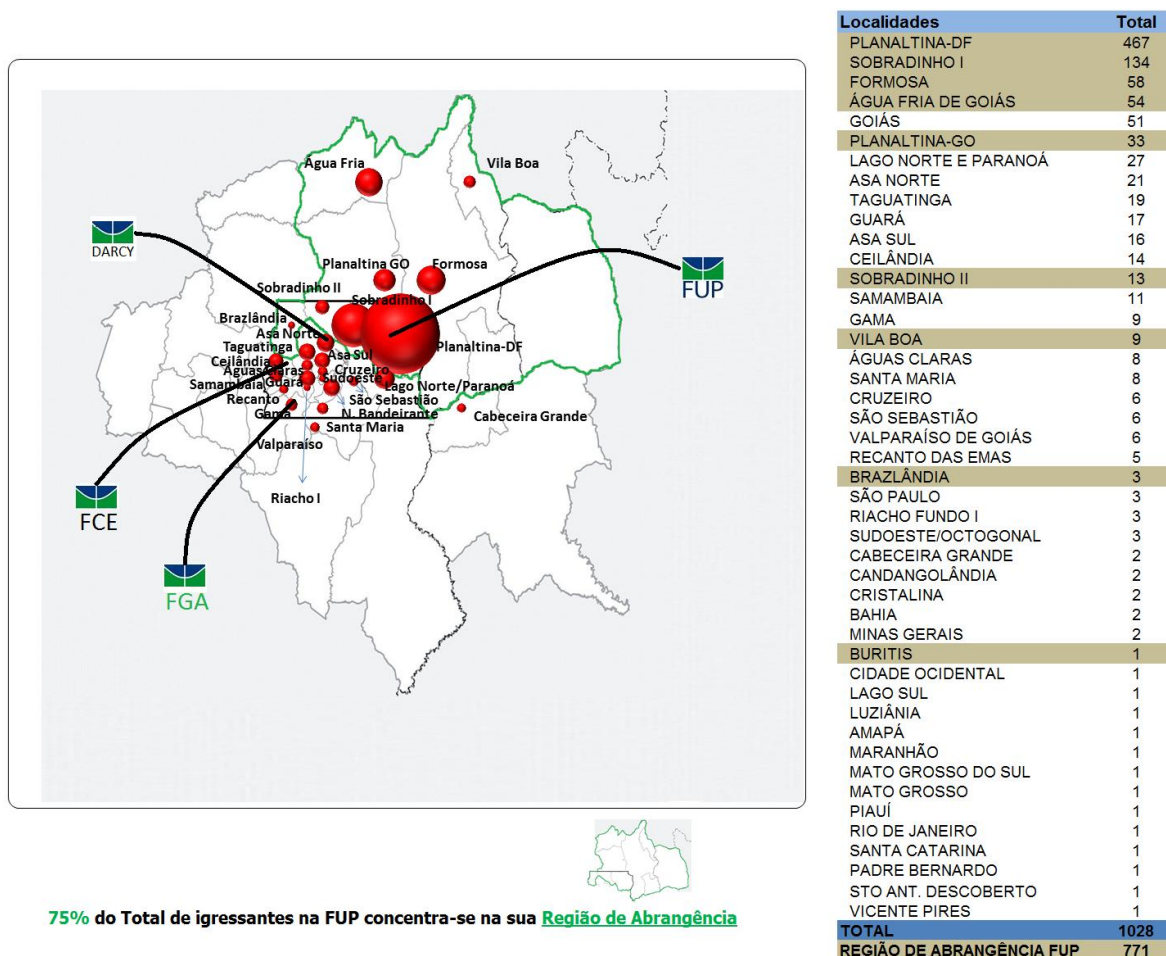 Água Fria
Vila Boa
DARCY
Planaltina GO
Formosa
FUP
Sobradinho II
Sobradinho I
Brazlândia
Asa Norte
Taguatinga
Planaltina-DF
Ceilândia
Asa Sul
Águas Claras
Cruzeiro
Samambaia
Guará
Sudoeste
Lago Norte/Paranoá
Recanto
São Sebastião
Gama
N. Bandeirante
Cabeceira Grande
Santa Maria
Valparaíso
Riacho I
FCE
FGA
75% do Total de igressantes na FUP concentra-se na sua Região de Abrangência
Localidades Total
PLANALTINA-DF 467
SOBRADINHO I 134
FORMOSA 58
ÁGUA FRIA DE GOIÁS 54
GOIÁS 51
PLANALTINA-GO 33
LAGO NORTE E PARANOÁ 27
ASA NORTE 21
TAGUATINGA 19
GUARÁ 17
ASA SUL 16
CEILÂNDIA 14
SOBRADINHO II 13
SAMAMBAIA 11
GAMA 9
VILA BOA 9
ÁGUAS CLARAS 8
SANTA MARIA 8
CRUZEIRO 6
SÃO SEBASTIÃO 6
VALPARAÍSO DE GOIÁS 6
RECANTO DAS EMAS 5
BRAZLÂNDIA 3
SÃO PAULO 3
RIACHO FUNDO I 3
SUDOESTE/OCTOGONAL 3
CABECEIRA GRANDE 2
CANDANGOLÂNDIA 2
CRISTALINA 2
BAHIA 2
MINAS GERAIS 2
BURITIS 1
CIDADE OCIDENTAL 1
LAGO SUL 1
LUZIÂNIA 1
AMAPÁ 1
MARANHÃO 1
MATO GROSSO DO SUL 1
MATO GROSSO 1
PIAUÍ 1
RIO DE JANEIRO 1
SANTA CATARINA 1
PADRE BERNARDO 1
STO ANT. DESCOBERTO 1
VICENTE PIRES 1
TOTAL 1028
REGIÃO DE ABRANGÊNCIA FUP 771